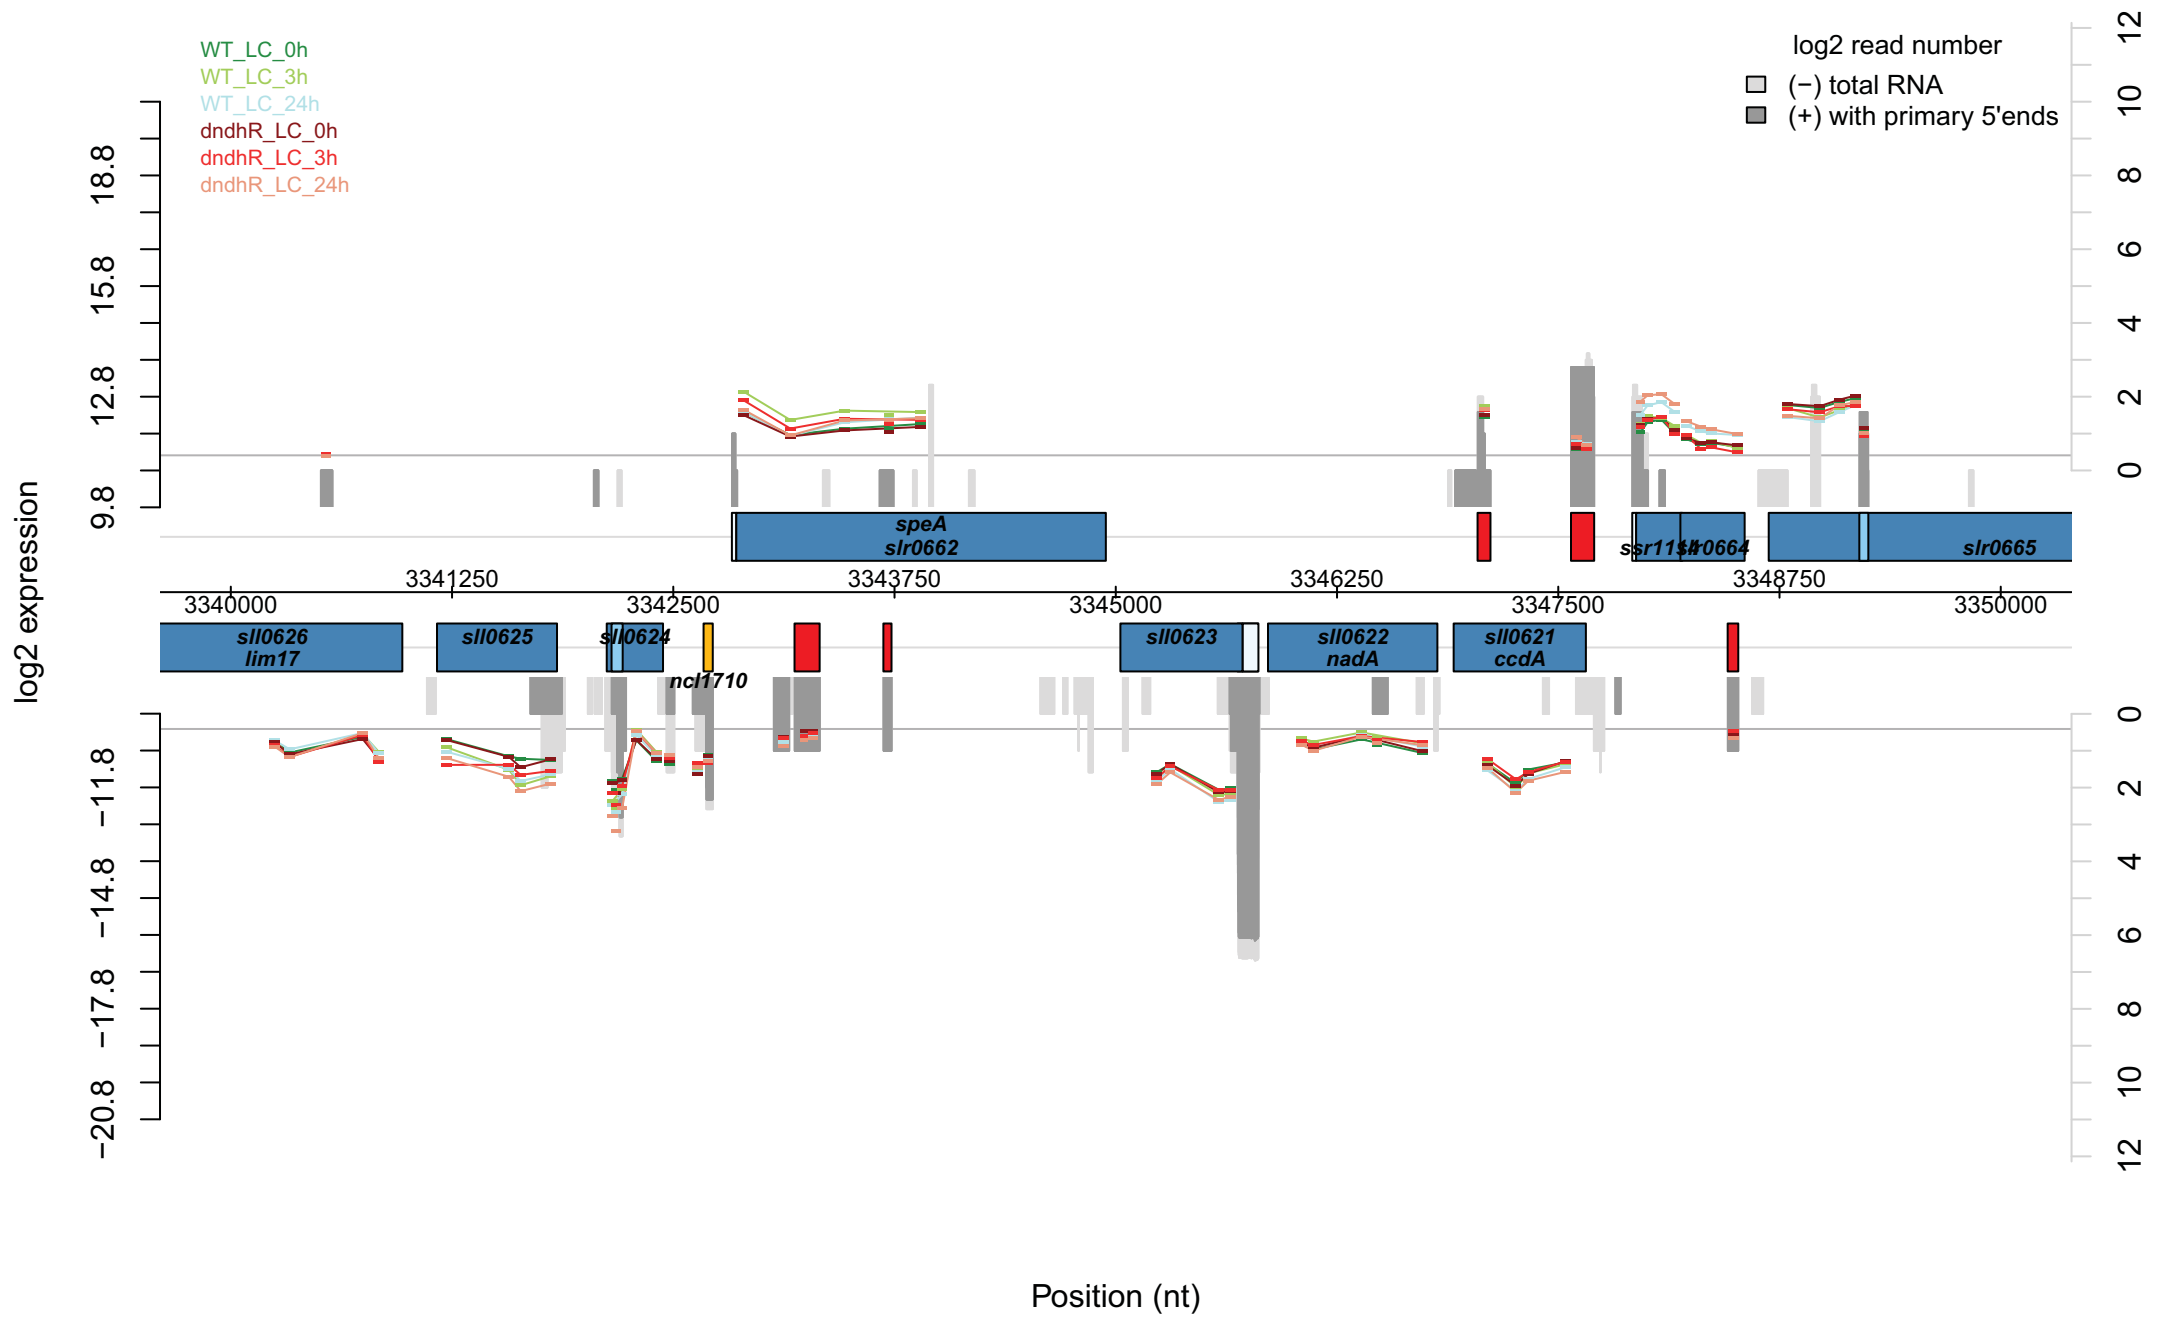 WT_LC_0h
WT_LC_3h
WT_LC_24h
dndhR_LC_0h
dndhR_LC_3h
dndhR_LC_24h
log2 read number
(−) total RNA
(+) with primary 5'ends
log2 expression
18.8
15.8
12.8
9.8
12
10
8
6
4
2
0
speA
slr0662
ssr1154
slr0664
slr0665
3341250
3343750
3346250
3348750
3340000
3342500
3345000
3347500
3350000
sll0626
lim17
sll0625
sll0624
ncl1710
sll0623
sll0622
nadA
sll0621
ccdA
−11.8
−14.8
−17.8
−20.8
0
2
4
6
8
10
12
Position (nt)